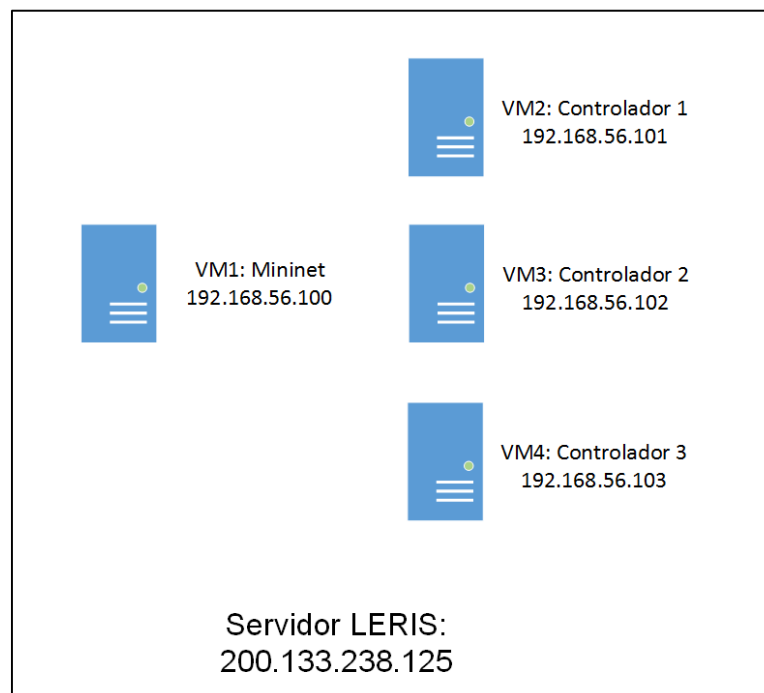 VM2: Controlador 1
192.168.56.101
VM1: Mininet
192.168.56.100
VM3: Controlador 2
192.168.56.102
VM4: Controlador 3
192.168.56.103
Servidor LERIS:
200.133.238.125